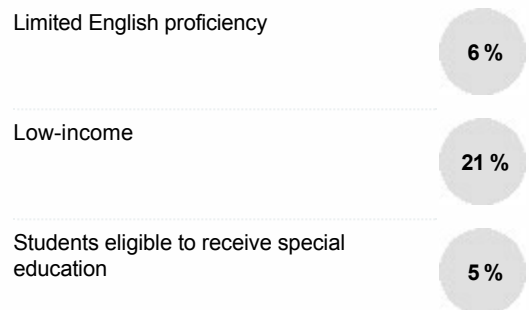 Limited English proficiency
6 %
Low-income
21 %
Students eligible to receive special
education
5 %